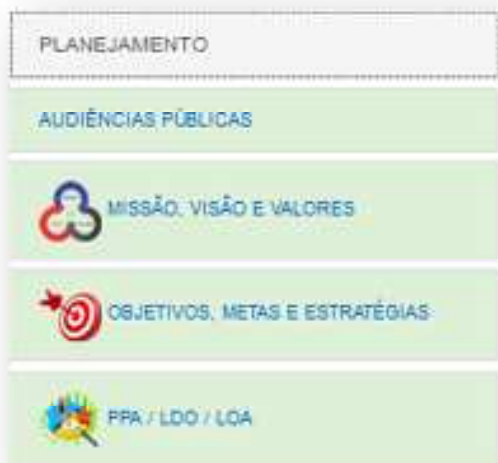 PLANEJAMENTO
AUDIÊNCIAS PÚBLICAS
MISSÃO, VISÃO E VALORES
OBJETIVOS, METAS E ESTRATÉGIAS
PPA / LDO / LOA